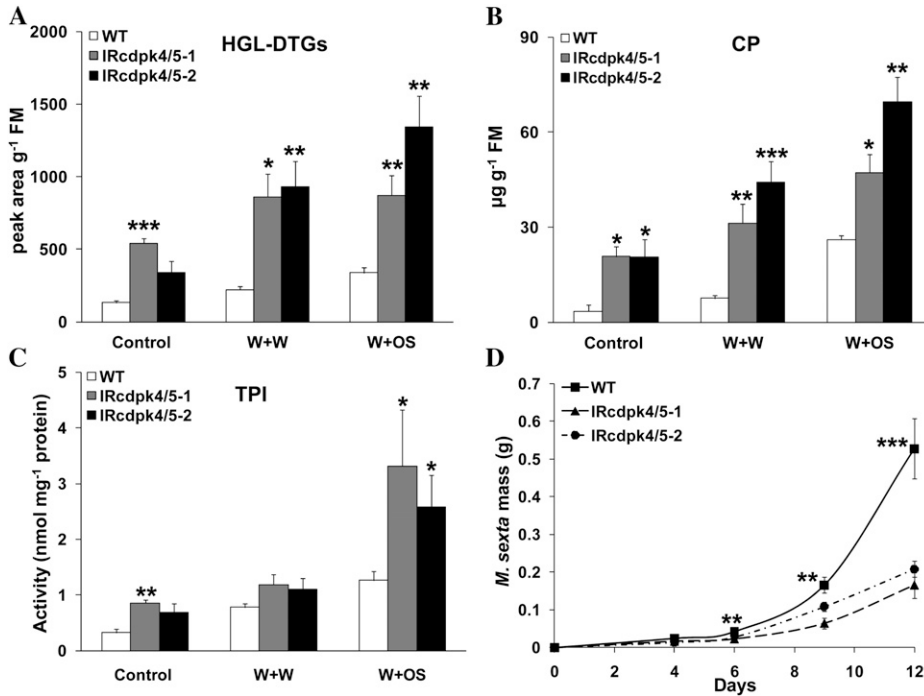 A
HGL-DTGs
WT
IRcdpk4/5-1
IRcdpk4/5-2
peak area g⁻¹ FM
2000
1500
1000
500
0
***
*
**
**
**
Control
W+W
W+OS
B
CP
WT
IRcdpk4/5-1
IRcdpk4/5-2
µg g⁻¹ FM
90
60
30
0
*
*
**
***
*
**
Control
W+W
W+OS
C
TPI
WT
IRcdpk4/5-1
IRcdpk4/5-2
Activity (nmol mg⁻¹ protein)
5
4
3
2
1
0
**
*
*
Control
W+W
W+OS
D
WT
IRcdpk4/5-1
IRcdpk4/5-2
M. sexta mass (g)
0.7
0.6
0.5
0.4
0.3
0.2
0.1
0
**
**
***
0
2
4
6
8
10
12
Days